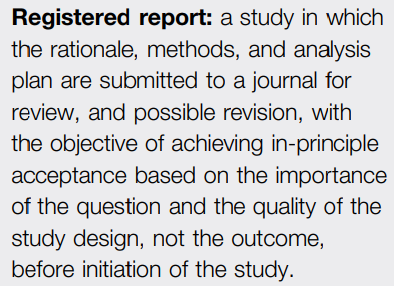 Registered report: a study in which
the rationale, methods, and analysis
plan are submitted to a journal for
review, and possible revision, with
the objective of achieving in-principle
acceptance based on the importance
of the question and the quality of the
study design, not the outcome,
before initiation of the study.